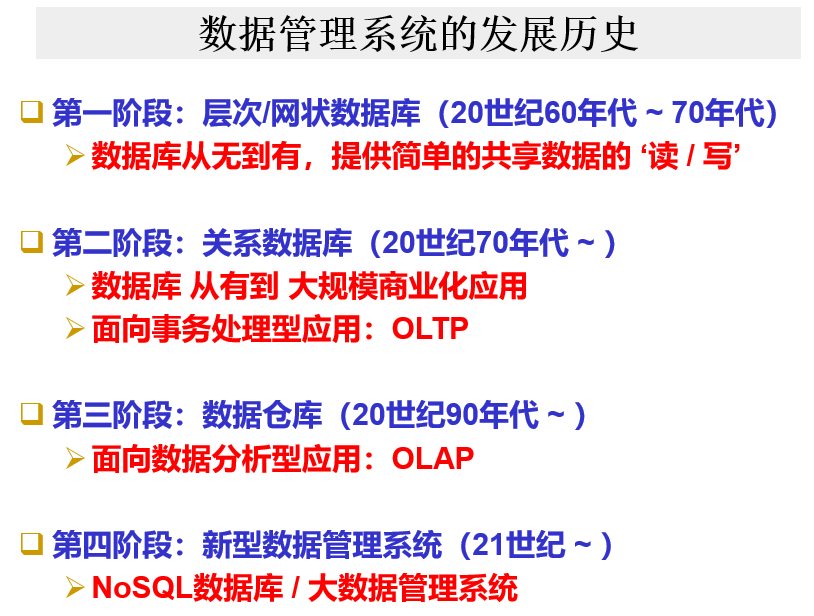 数据管理系统的发展历史
第一阶段：层次/网状数据库（20世纪60年代 ~ 70年代）
数据库从无到有，提供简单的共享数据的 ‘读 / 写’
第二阶段：关系数据库（20世纪70年代 ~ ）
数据库 从有到 大规模商业化应用
面向事务处理型应用：OLTP
第三阶段：数据仓库（20世纪90年代 ~ ）
面向数据分析型应用：OLAP
第四阶段：新型数据管理系统（21世纪 ~ ）
NoSQL数据库 / 大数据管理系统